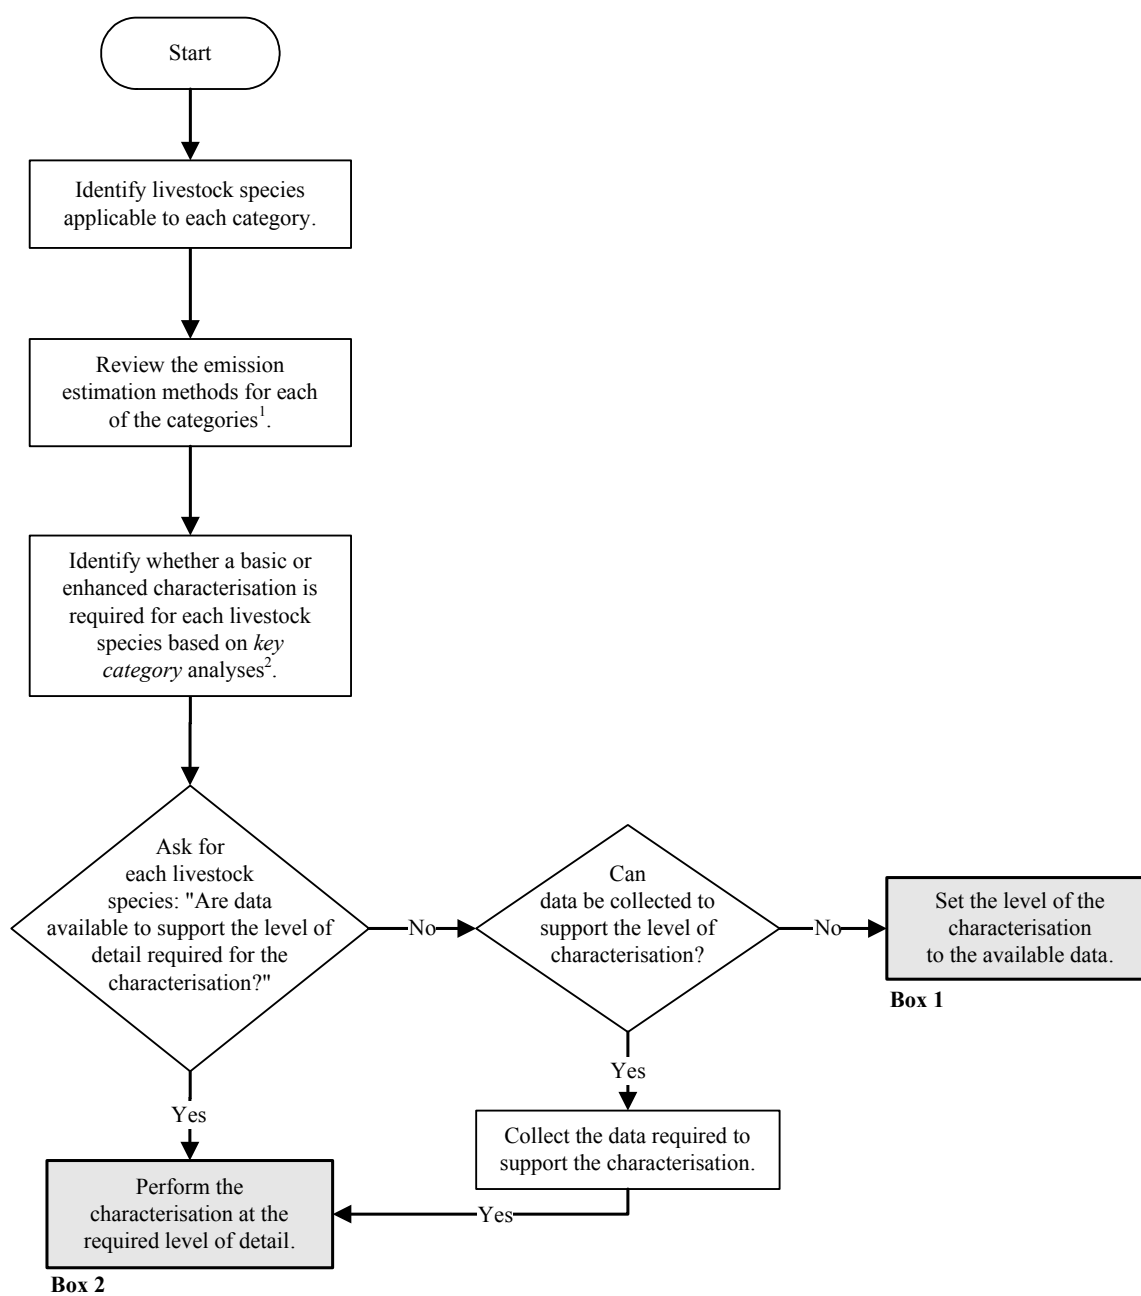 Start
Identify livestock species
applicable to each category.
Review the emission
estimation methods for each
of the categories¹.
Identify whether a basic or
enhanced characterisation is
required for each livestock
species based on key
category analyses².
Ask for
each livestock
species: "Are data
available to support the level of
detail required for the
characterisation?"
No
Can
data be collected to
support the level of
characterisation?
No
Set the level of the
characterisation
to the available data.
Box 1
Yes
Collect the data required to
support the characterisation.
Yes
Yes
Perform the
characterisation at the
required level of detail.
Box 2